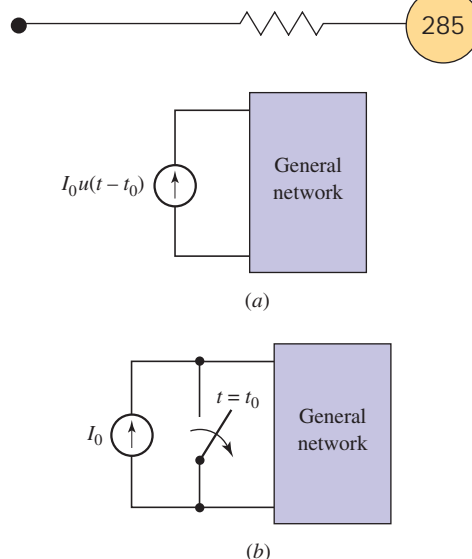 285
I₀u(t – t₀)
General
network
(a)
t = t₀
I₀
General
network
(b)